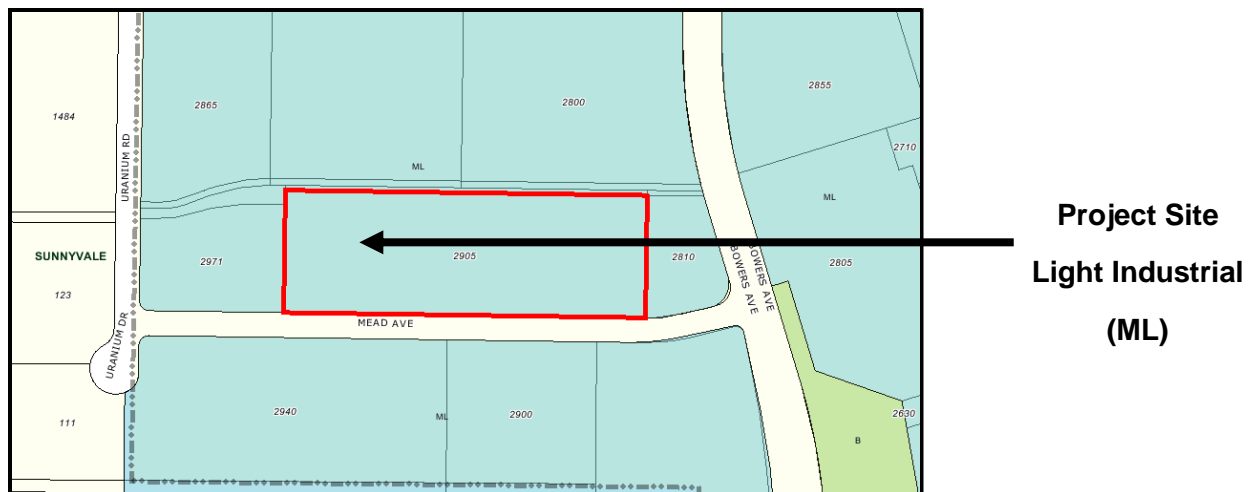 2865
2800
2855
1484
2710
URANIUM RD
ML
ML
SUNNYVALE
2971
2905
2810
2805
123
BOWERS AVE
BOWERS AVE
MEAD AVE
URANIUM DR
2940
ML
2900
2630
111
B
Project Site
Light Industrial
(ML)